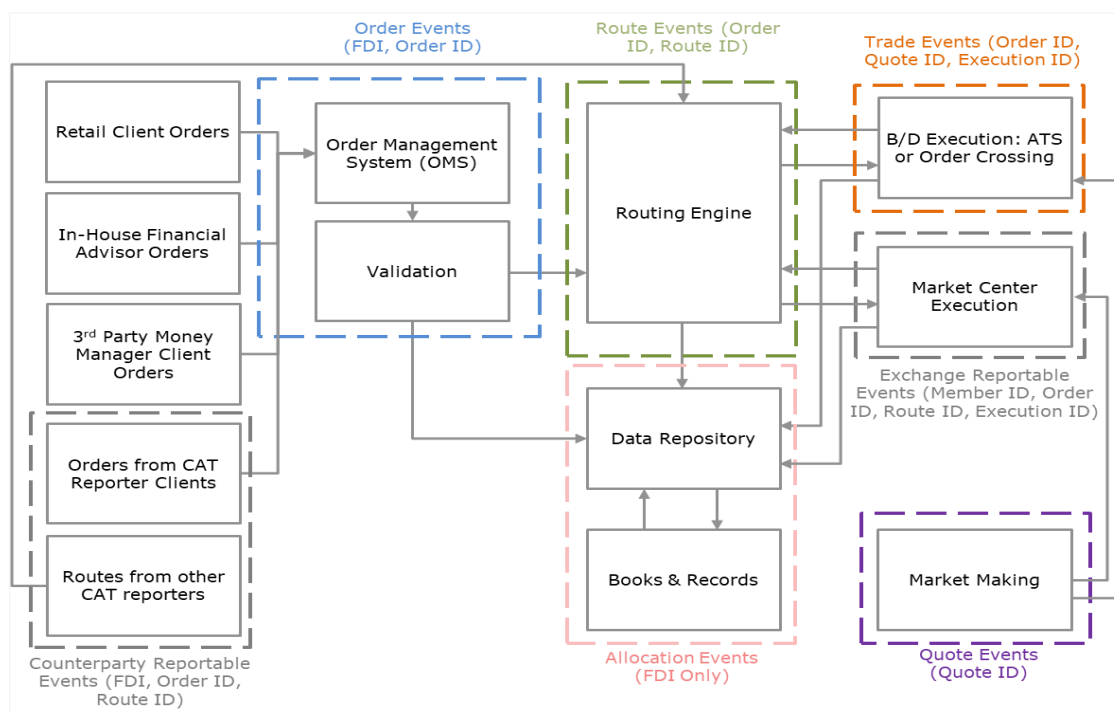 Order Events
(FDI, Order ID)
Route Events (Order
ID, Route ID)
Trade Events (Order ID,
Quote ID, Execution ID)
Retail Client Orders
In-House Financial
Advisor Orders
3rd Party Money
Manager Client
Orders
Orders from CAT
Reporter Clients
Routes from other
CAT reporters
Counterparty Reportable
Events (FDI, Order ID,
Route ID)
Order Management
System (OMS)
Validation
Routing Engine
Data Repository
Books & Records
Allocation Events
(FDI Only)
B/D Execution: ATS
or Order Crossing
Market Center
Execution
Exchange Reportable
Events (Member ID, Order
ID, Route ID, Execution ID)
Market Making
Quote Events
(Quote ID)